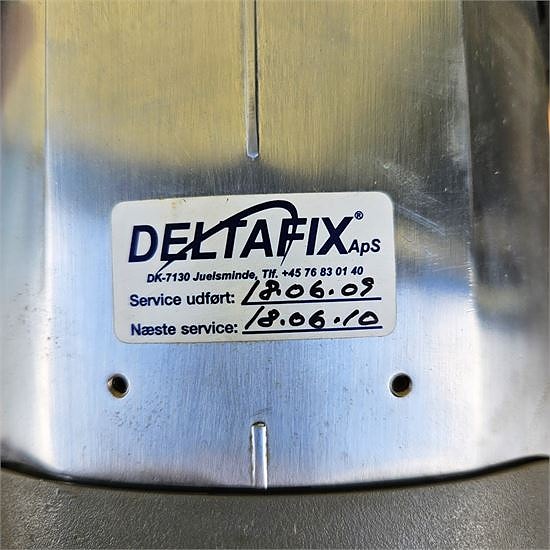 DELTAFIX® ApS
DK-7130 Juelsminde, Tlf. +45 76 83 01 40
Service udført: 18.06.09
Næste service: 18.06.10